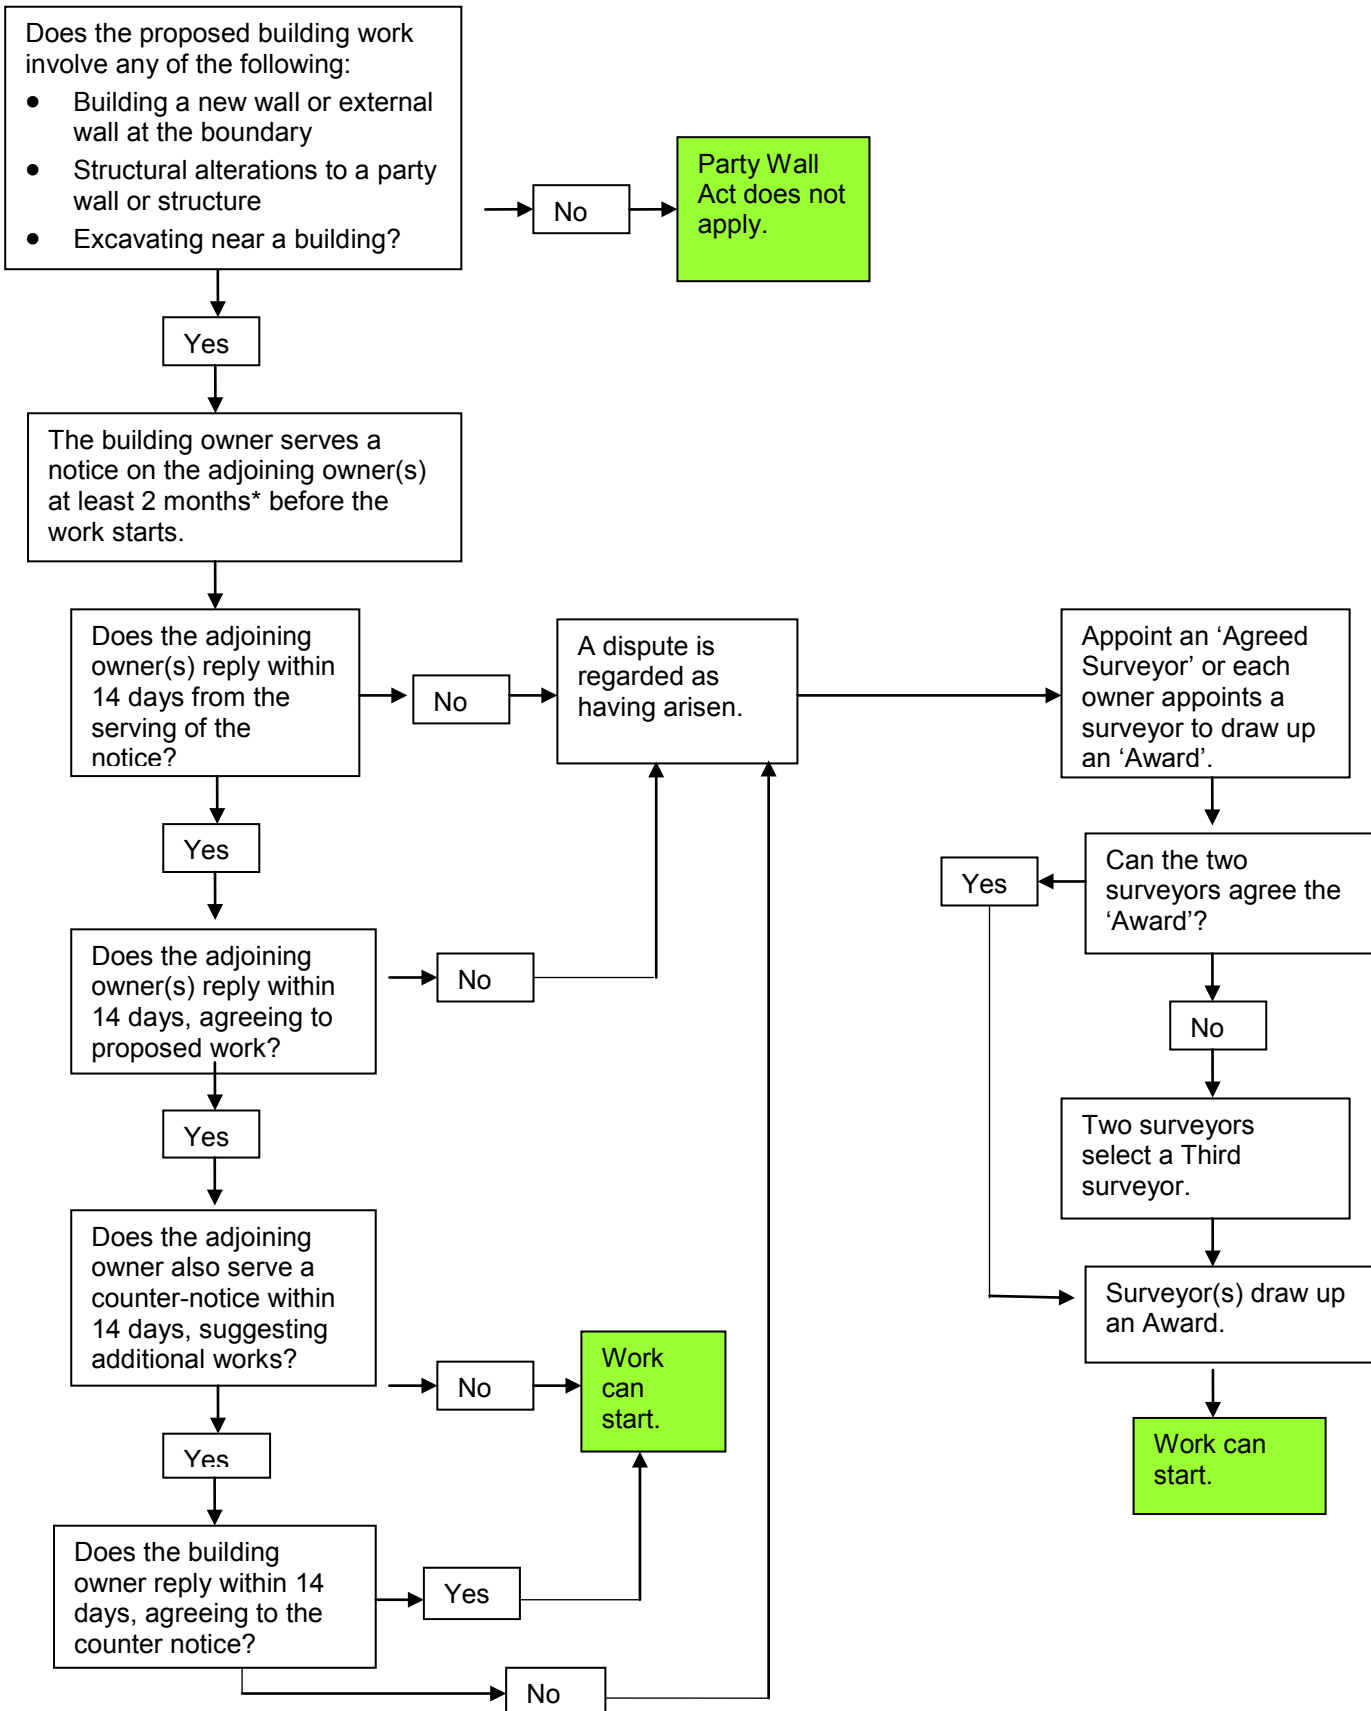 Does the proposed building work
involve any of the following:
• Building a new wall or external
wall at the boundary
• Structural alterations to a party
wall or structure
• Excavating near a building?
No
Party Wall
Act does not
apply.
Yes
The building owner serves a
notice on the adjoining owner(s)
at least 2 months* before the
work starts.
Does the adjoining
owner(s) reply within
14 days from the
serving of the
notice?
No
A dispute is
regarded as
having arisen.
Appoint an ‘Agreed
Surveyor’ or each
owner appoints a
surveyor to draw up
an ‘Award’.
Yes
Can the two
surveyors agree the
‘Award’?
Yes
No
Does the adjoining
owner(s) reply within
14 days, agreeing to
proposed work?
No
Two surveyors
select a Third
surveyor.
Yes
Does the adjoining
owner also serve a
counter-notice within
14 days, suggesting
additional works?
Surveyor(s) draw up
an Award.
No
Work
can
start.
Work can
start.
Yes
Does the building
owner reply within 14
days, agreeing to the
counter notice?
Yes
No